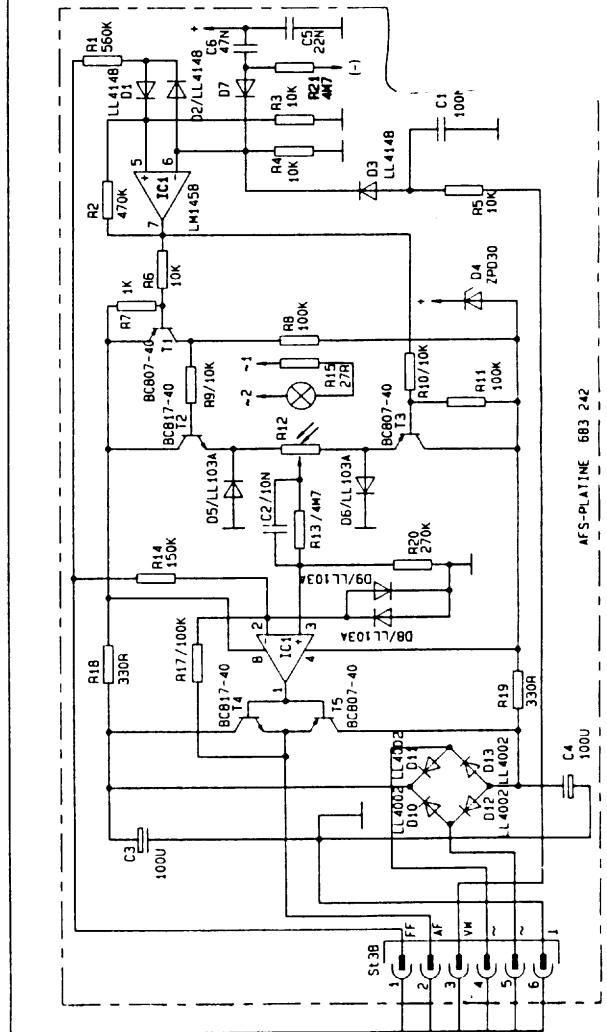 R1
560K
LL4148
D1
D2/LL4148
C6
47N
+
C5
22N
D7
R21
4M7
(-)
R3
10K
R4
10K
D3
LL4148
C1
R5
10K
R2
470K
5
6
+
-
IC1
7
LM1458
R6
10K
R7
1K
BC807-40
T1
R8
100K
BC817-40
T2
R9/10K
~1
~2
R15
27R
+
D4
ZPD30
R10/10K
BC807-40
T3
R11
100K
R12
D5/LL103A
D6/LL103A
C2/10N
R13/4M7
R14
150K
R20
270K
D9/LL103A
D8/LL103A
R17/100K
2
3
-
+
8
4
IC1
1
R18
330R
R19
330R
BC817-40
T4
BC807-40
T5
LL4002
D11
LL4002
D13
LL4002
D10
LL4002
D12
C3
100U
C4
100U
AFS-PLATINE 683 242
St3B
1
FF
2
AF
3
VW
4
~
5
~
6
⊥